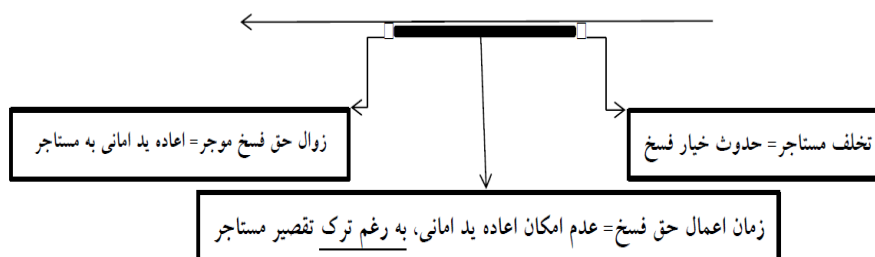 تخلف مستاجر= حدوث خیار فسخ
زوال حق فسخ موجر= اعاده ید امانی به مستاجر
زمان اعمال حق فسخ= عدم امکان اعاده ید امانی، به رغم ترک تقصیر مستاجر